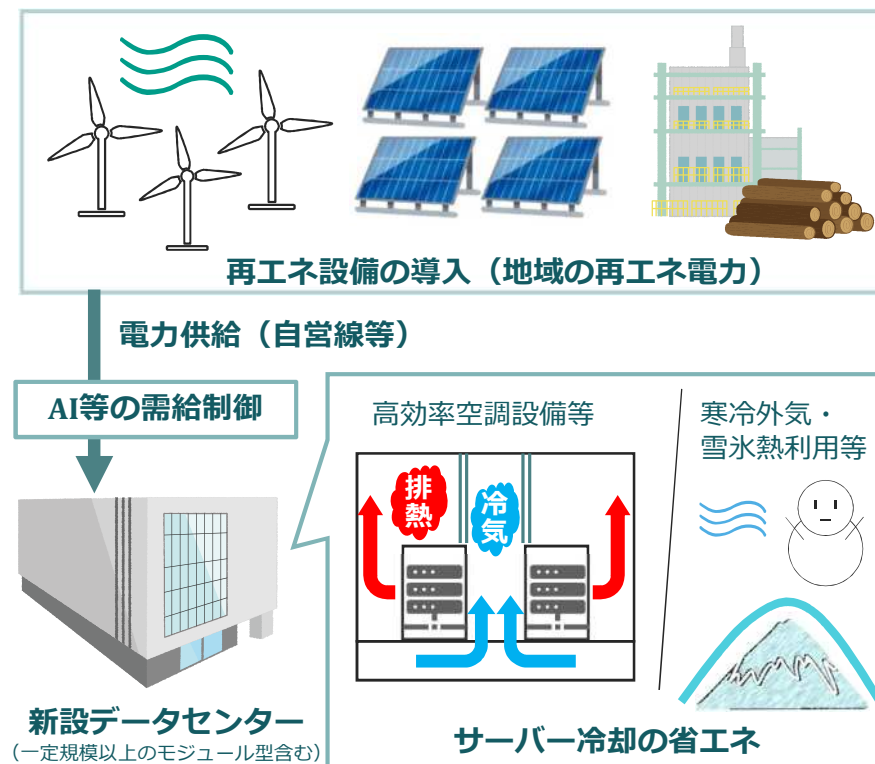 再エネ設備の導入（地域の再エネ電力）
電力供給（自営線等）
AI等の需給制御
高効率空調設備等
寒冷外気・
雪氷熱利用等
排熱
冷気
新設データセンター
（一定規模以上のモジュール型含む）
サーバー冷却の省エネ